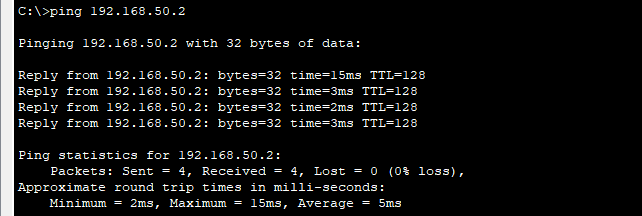 C:\>ping 192.168.50.2
Pinging 192.168.50.2 with 32 bytes of data:
Reply from 192.168.50.2: bytes=32 time=15ms TTL=128
Reply from 192.168.50.2: bytes=32 time=3ms TTL=128
Reply from 192.168.50.2: bytes=32 time=2ms TTL=128
Reply from 192.168.50.2: bytes=32 time=3ms TTL=128
Ping statistics for 192.168.50.2:
    Packets: Sent = 4, Received = 4, Lost = 0 (0% loss),
Approximate round trip times in milli-seconds:
    Minimum = 2ms, Maximum = 15ms, Average = 5ms